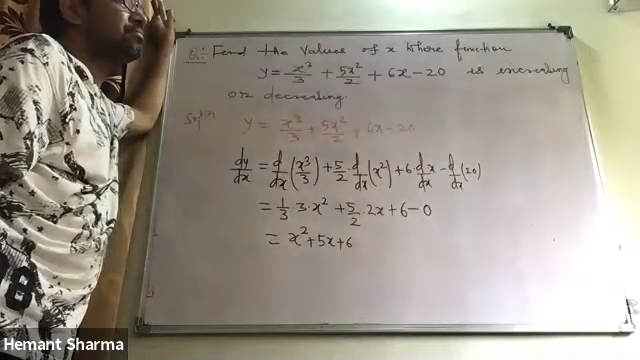 Q:- Find the values of x where function
y = x³/3 + 5x²/2 + 6x - 20 is increasing
or decreasing.
Solⁿ
y = x³/3 + 5x²/2 + 6x - 20
dy/dx = d/dx (x³/3) + 5/2 · d/dx (x²) + 6 · dx/dx - d/dx (20)
= 1/3 · 3·x² + 5/2 · 2x + 6 - 0
= x² + 5x + 6
Hemant Sharma